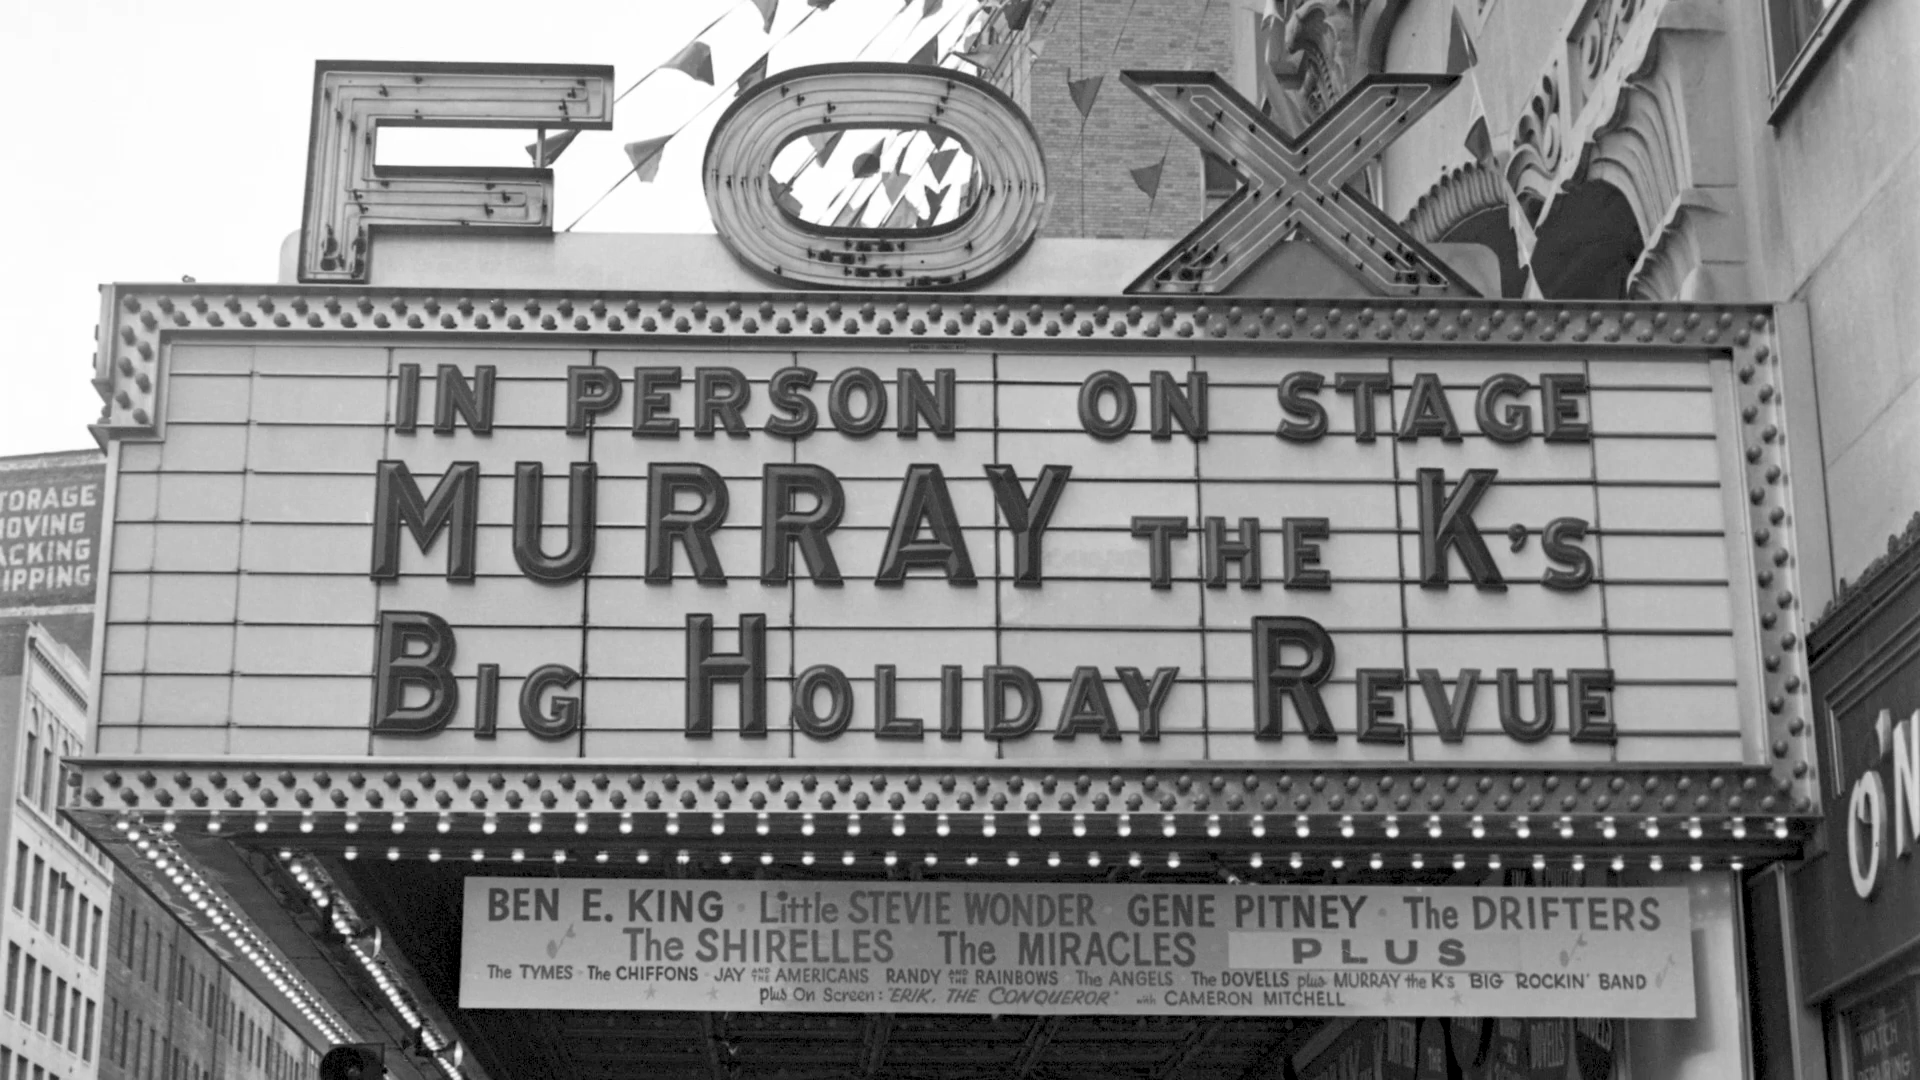 FOX
IN PERSON ON STAGE
MURRAY THE K'S
BIG HOLIDAY REVUE
BEN E. KING · Little STEVIE WONDER · GENE PITNEY · The DRIFTERS
The SHIRELLES The MIRACLES PLUS
The TYMES · The CHIFFONS · JAY AND THE AMERICANS RANDY AND THE RAINBOWS · The ANGELS · The DOVELLS plus MURRAY the K's BIG ROCKIN' BAND
plus On Screen: "ERIK, THE CONQUEROR" with CAMERON MITCHELL
TORAGE
MOVING
ACKING
IPPING
O'N
WATCH